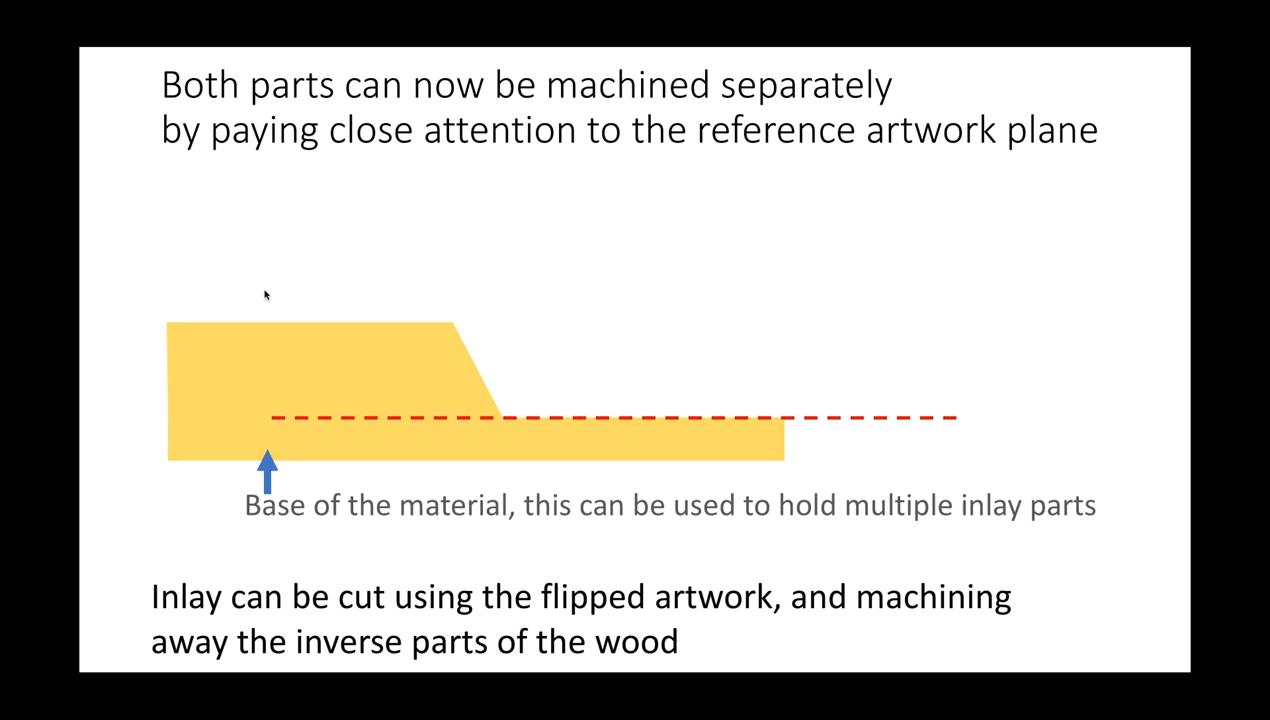 Both parts can now be machined separately
by paying close attention to the reference artwork plane
Base of the material, this can be used to hold multiple inlay parts
Inlay can be cut using the flipped artwork, and machining
away the inverse parts of the wood